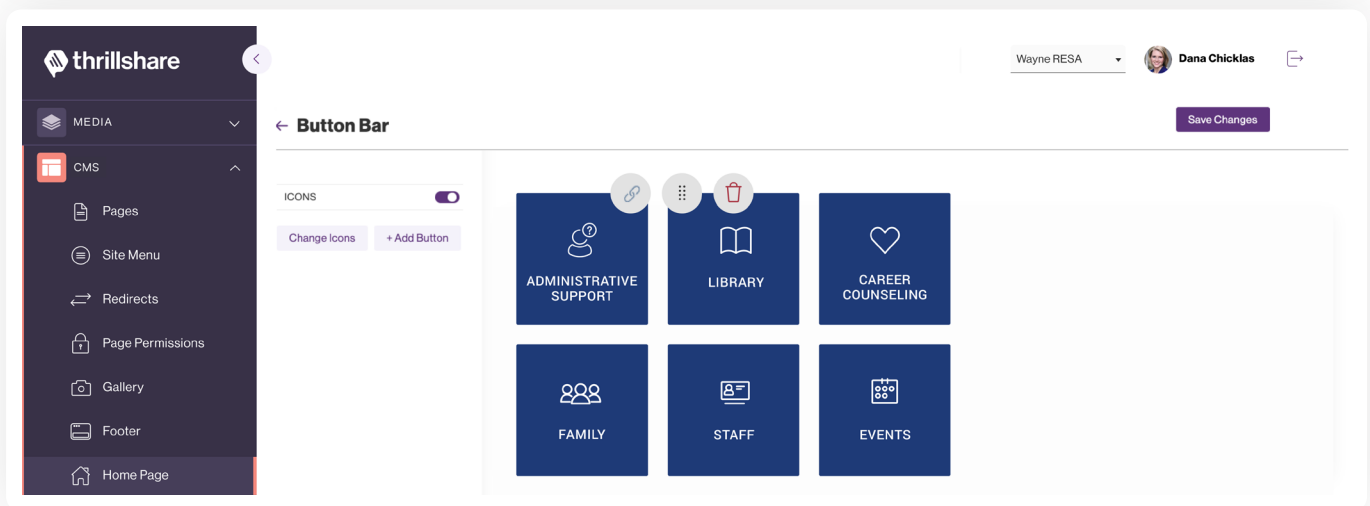 thrillshare
Wayne RESA
Dana Chicklas
MEDIA
← Button Bar
Save Changes
CMS
Pages
Site Menu
Redirects
Page Permissions
Gallery
Footer
Home Page
ICONS
Change Icons
+ Add Button
ADMINISTRATIVE
SUPPORT
LIBRARY
CAREER
COUNSELING
FAMILY
STAFF
EVENTS